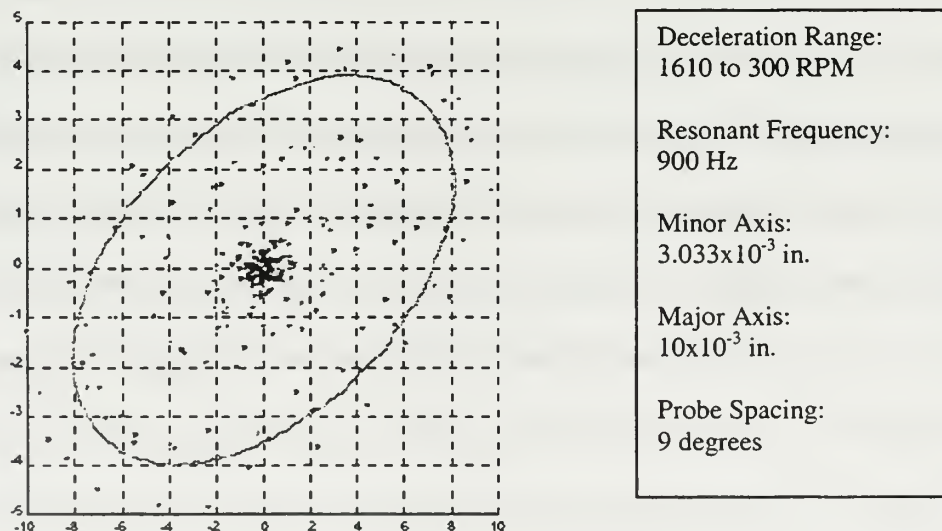 5
4
3
2
1
0
-1
-2
-3
-4
-5
-10 -8 -6 -4 -2 0 2 4 6 8 10
Deceleration Range:
1610 to 300 RPM
Resonant Frequency:
900 Hz
Minor Axis:
3.033x10⁻³ in.
Major Axis:
10x10⁻³ in.
Probe Spacing:
9 degrees